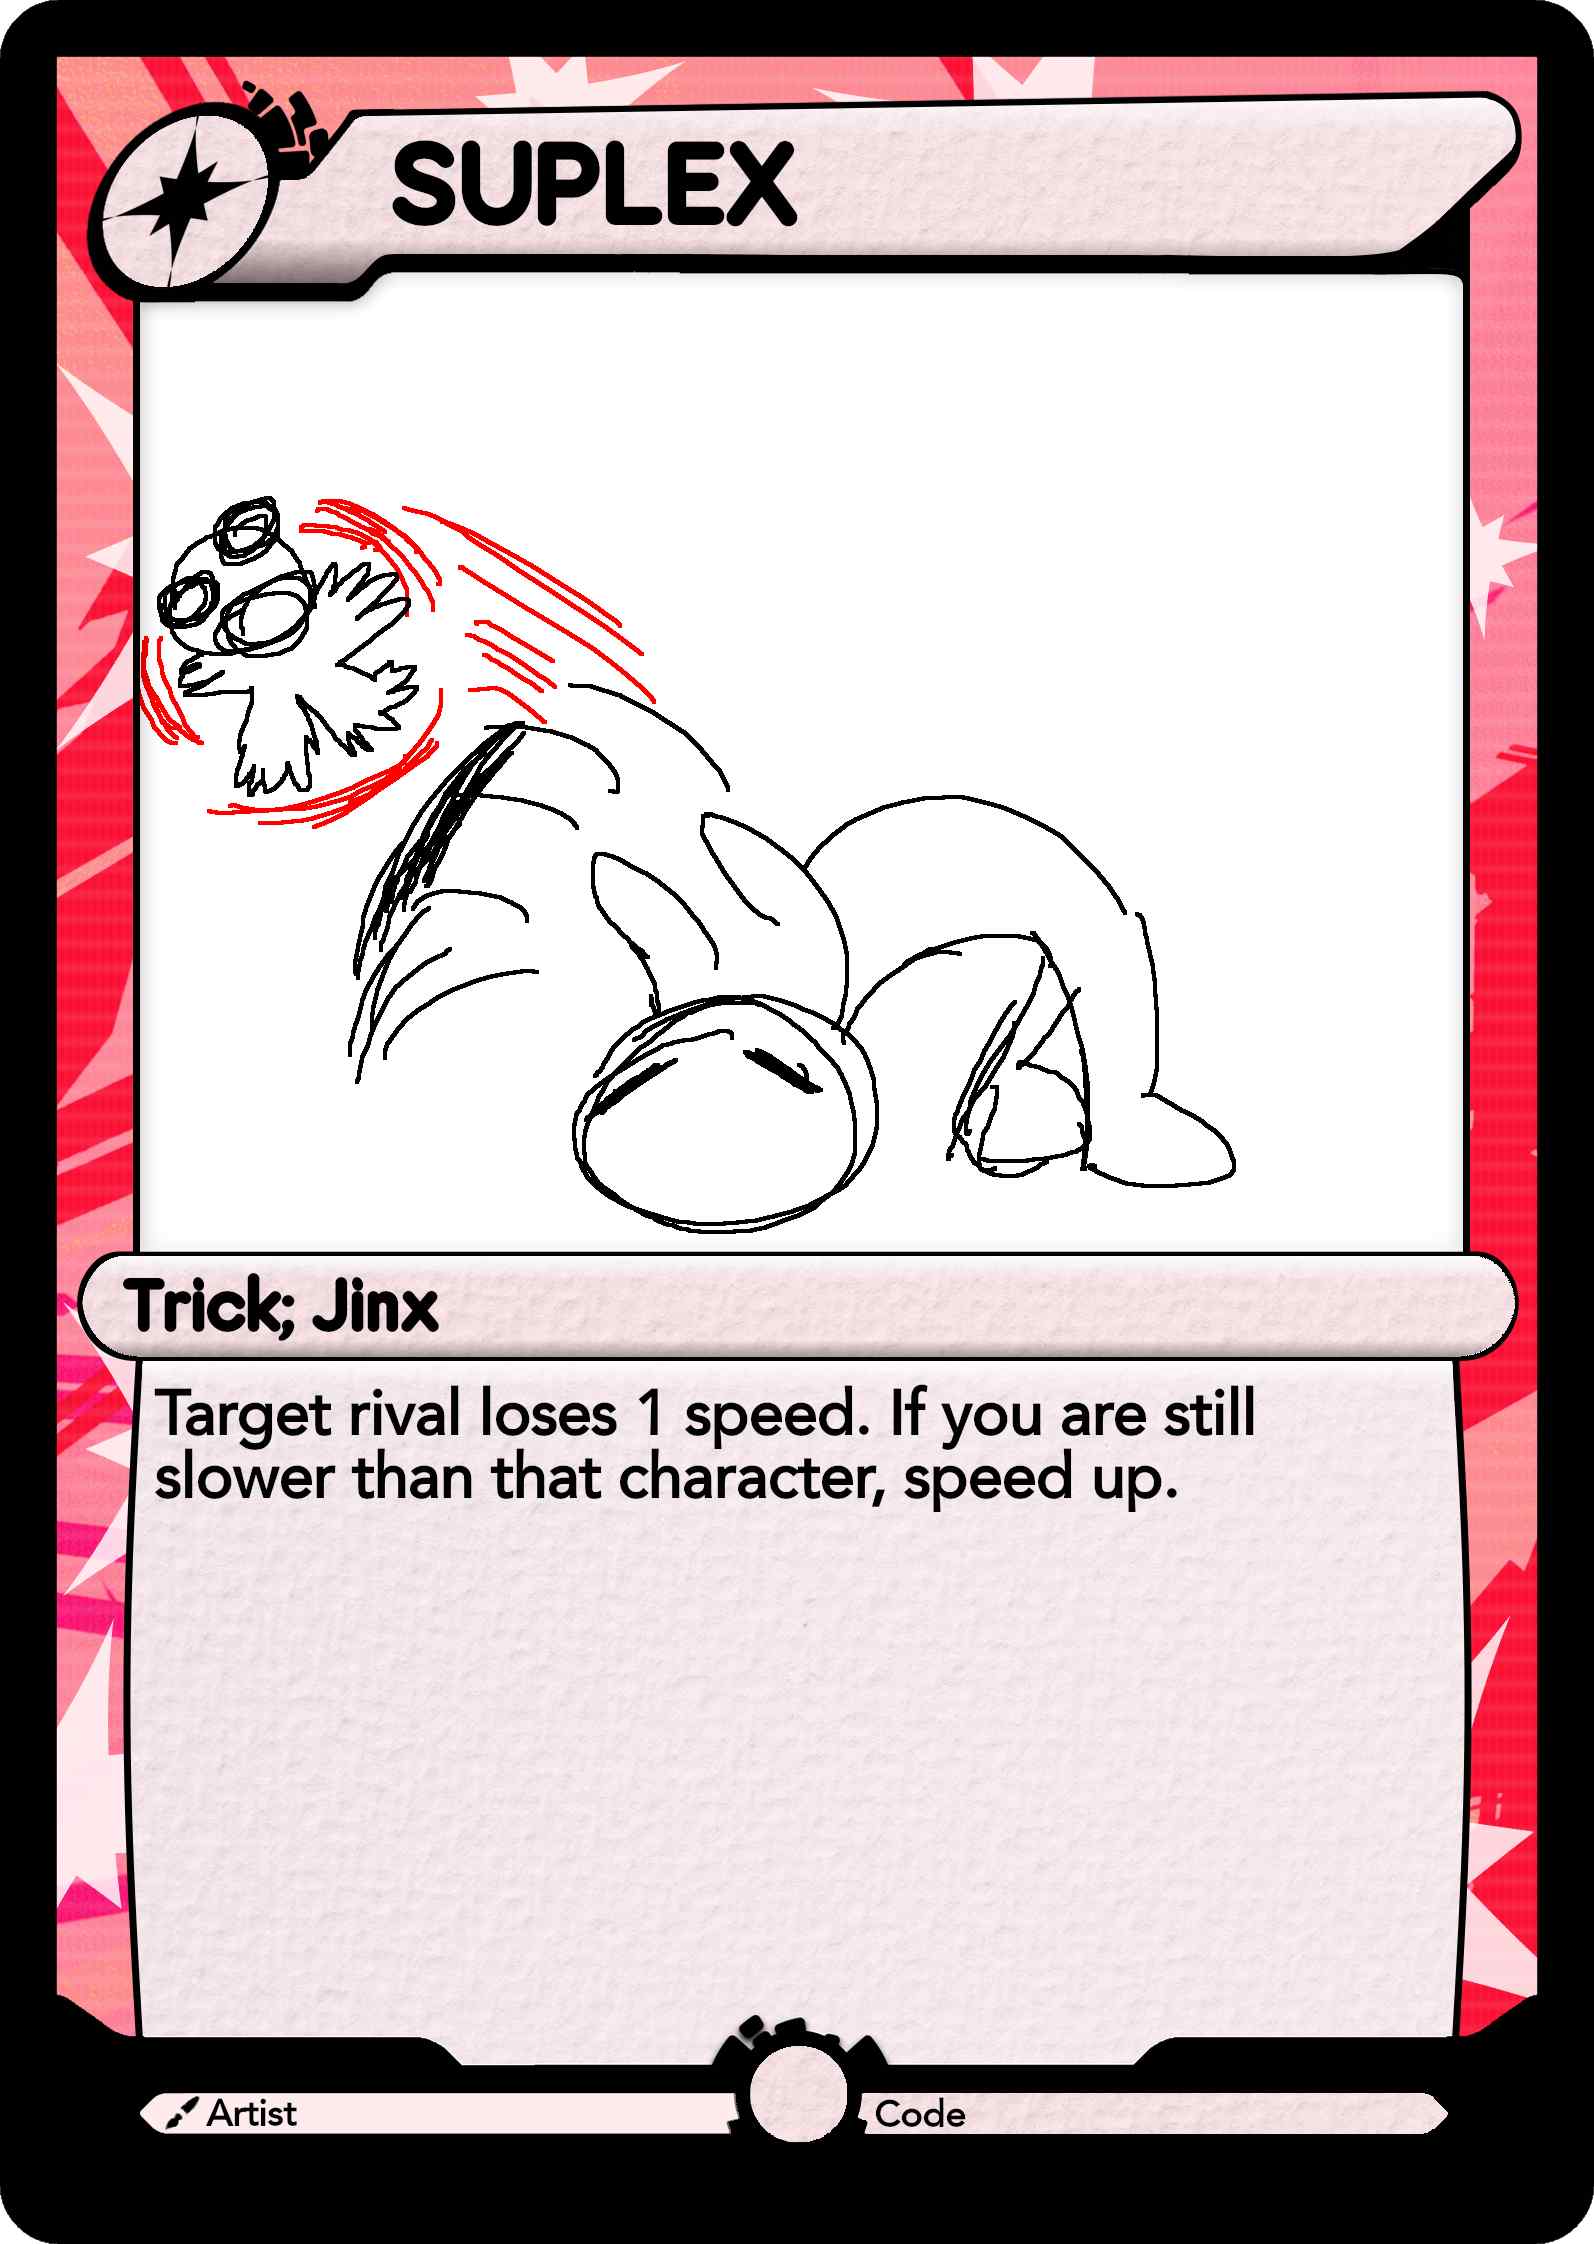 SUPLEX
Trick; Jinx
Target rival loses 1 speed. If you are still
slower than that character, speed up.
Artist
Code